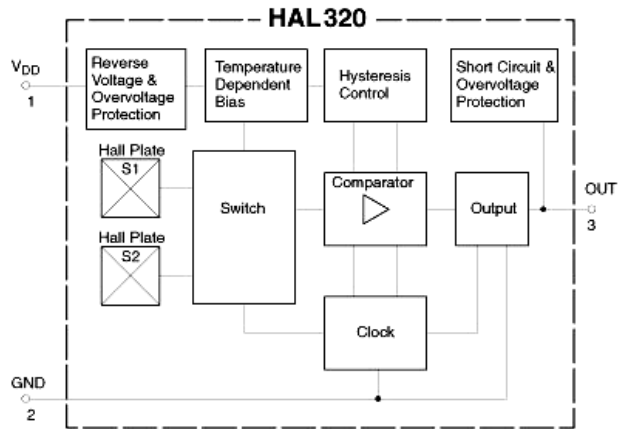 HAL320
VDD
1
Reverse
Voltage &
Overvoltage
Protection
Temperature
Dependent
Bias
Hysteresis
Control
Short Circuit &
Overvoltage
Protection
Hall Plate
S1
Switch
Comparator
Output
OUT
3
Hall Plate
S2
Clock
GND
2